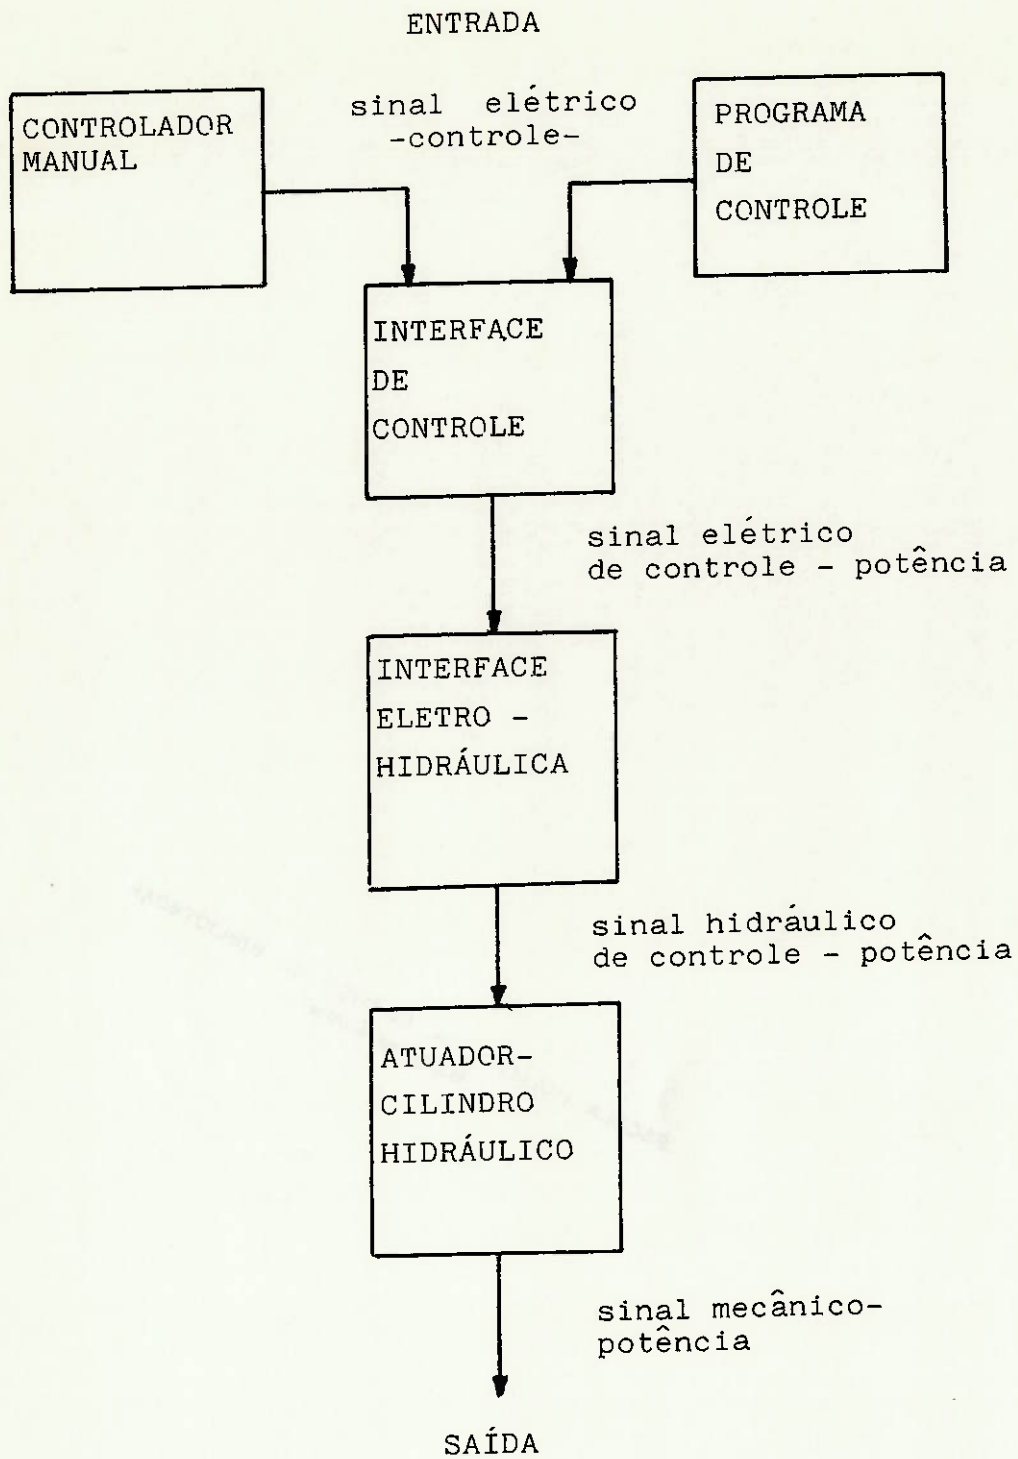 ENTRADA
CONTROLADOR
MANUAL
sinal elétrico
-controle-
PROGRAMA
DE
CONTROLE
INTERFACE
DE
CONTROLE
sinal elétrico
de controle - potência
INTERFACE
ELETRO -
HIDRÁULICA
sinal hidráulico
de controle - potência
ATUADOR-
CILINDRO
HIDRÁULICO
sinal mecânico-
potência
SAÍDA